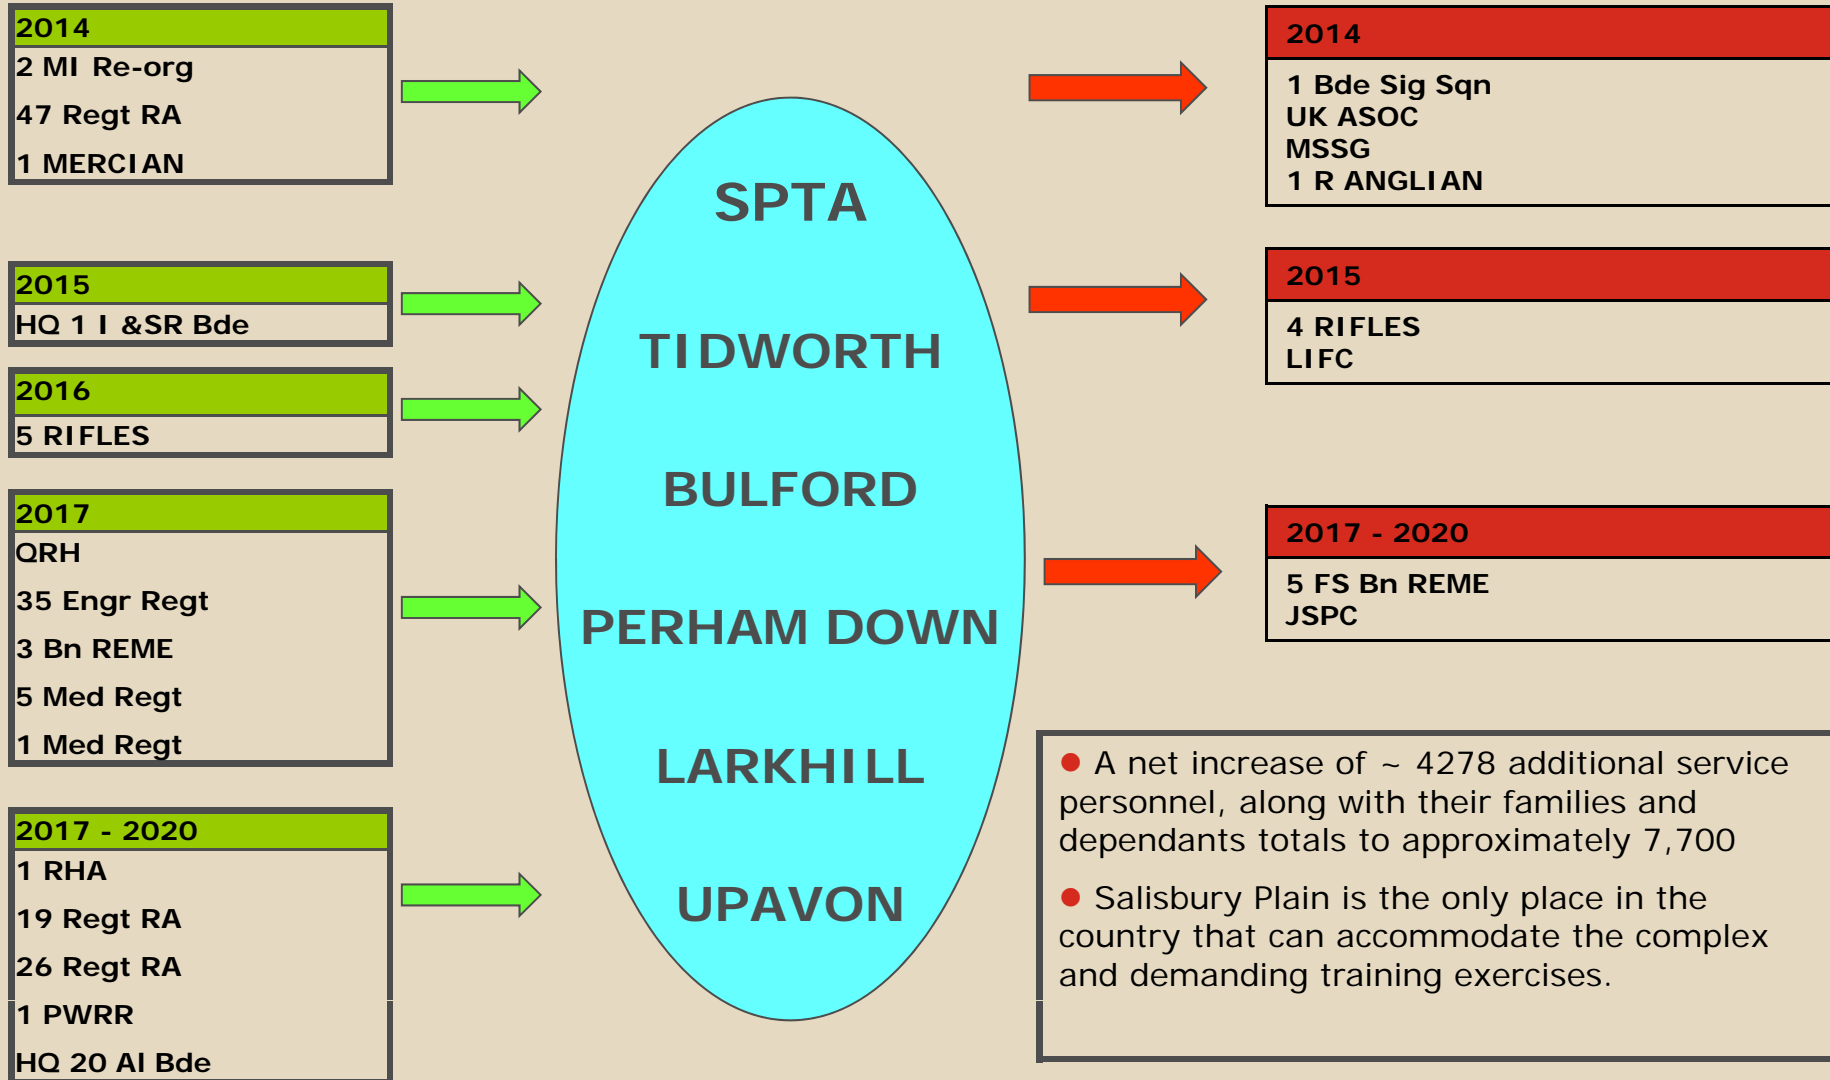 2014
2 MI Re-org
47 Regt RA
1 MERCIAN
2015
HQ 1 I &SR Bde
2016
5 RIFLES
2017
QRH
35 Engr Regt
3 Bn REME
5 Med Regt
1 Med Regt
2017 - 2020
1 RHA
19 Regt RA
26 Regt RA
1 PWRR
HQ 20 AI Bde
SPTA
TIDWORTH
BULFORD
PERHAM DOWN
LARKHILL
UPAVON
2014
1 Bde Sig Sqn
UK ASOC
MSSG
1 R ANGLIAN
2015
4 RIFLES
LIFC
2017 - 2020
5 FS Bn REME
JSPC
● A net increase of ~ 4278 additional service
personnel, along with their families and
dependants totals to approximately 7,700
● Salisbury Plain is the only place in the
country that can accommodate the complex
and demanding training exercises.